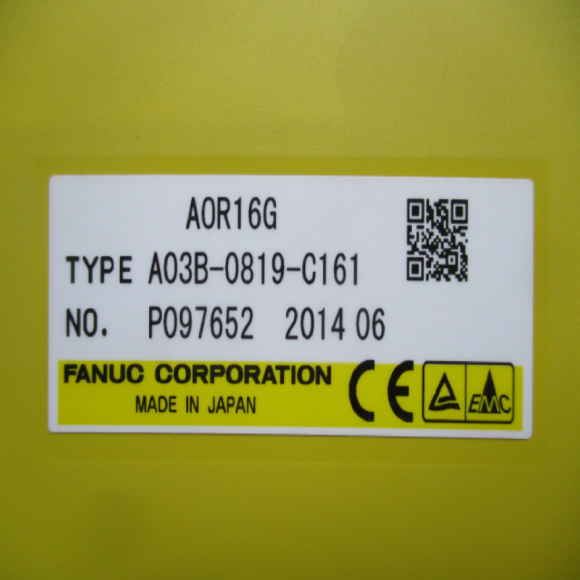 AOR16G
TYPE A03B-0819-C161
NO. P097652 2014 06
FANUC CORPORATION CE
MADE IN JAPAN EMC